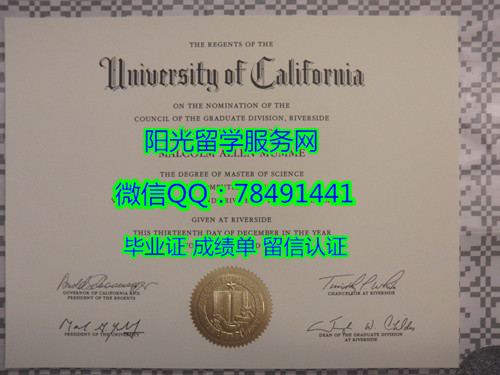 THE REGENTS OF THE
University of California
ON THE NOMINATION OF THE
COUNCIL OF THE GRADUATE DIVISION, RIVERSIDE
阳光留学服务网
MALCOLM ALLEN MUMME
THE DEGREE OF MASTER OF SCIENCE
微信QQ：78491441
GIVEN AT RIVERSIDE
THIS THIRTEENTH DAY OF DECEMBER IN THE YEAR
毕业证 成绩单 留信认证
GOVERNOR OF CALIFORNIA AND
PRESIDENT OF THE REGENTS
CHANCELLOR AT RIVERSIDE
PRESIDENT OF THE UNIVERSITY
DEAN OF THE GRADUATE DIVISION
AT RIVERSIDE